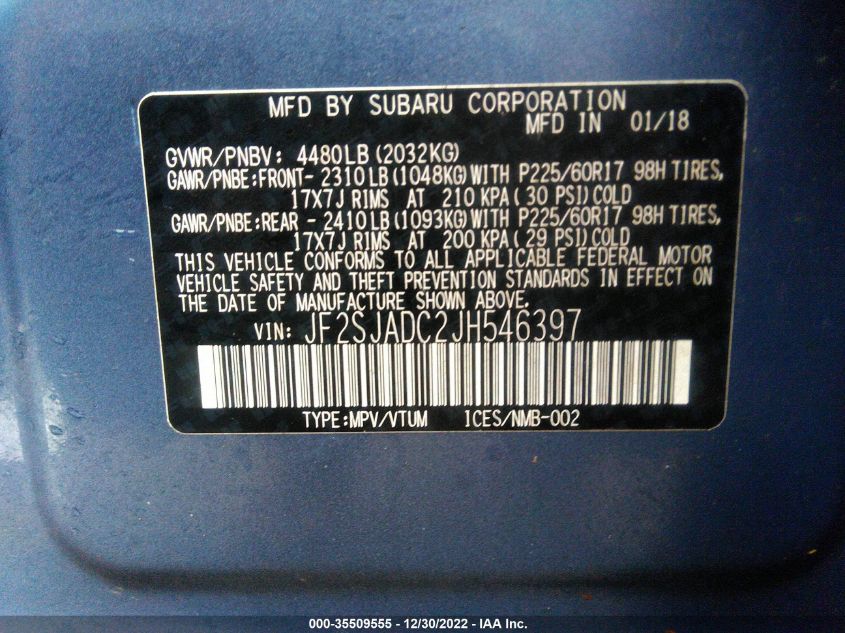 MFD BY SUBARU CORPORATION
MFD IN 01/18
GVWR/PNBV: 4480LB (2032KG)
GAWR/PNBE:FRONT- 2310LB (1048KG) WITH P225/60R17 98H TIRES,
17X7J RIMS AT 210 KPA (30 PSI) COLD
GAWR/PNBE:REAR - 2410LB (1093KG) WITH P225/60R17 98H TIRES,
17X7J RIMS AT 200 KPA (29 PSI) COLD
THIS VEHICLE CONFORMS TO ALL APPLICABLE FEDERAL MOTOR
VEHICLE SAFETY AND THEFT PREVENTION STANDARDS IN EFFECT ON
THE DATE OF MANUFACTURE SHOWN ABOVE.
VIN: JF2SJADC2JH546397
TYPE:MPV/VTUM ICES/NMB-002
000-35509555 - 12/30/2022 - IAA Inc.